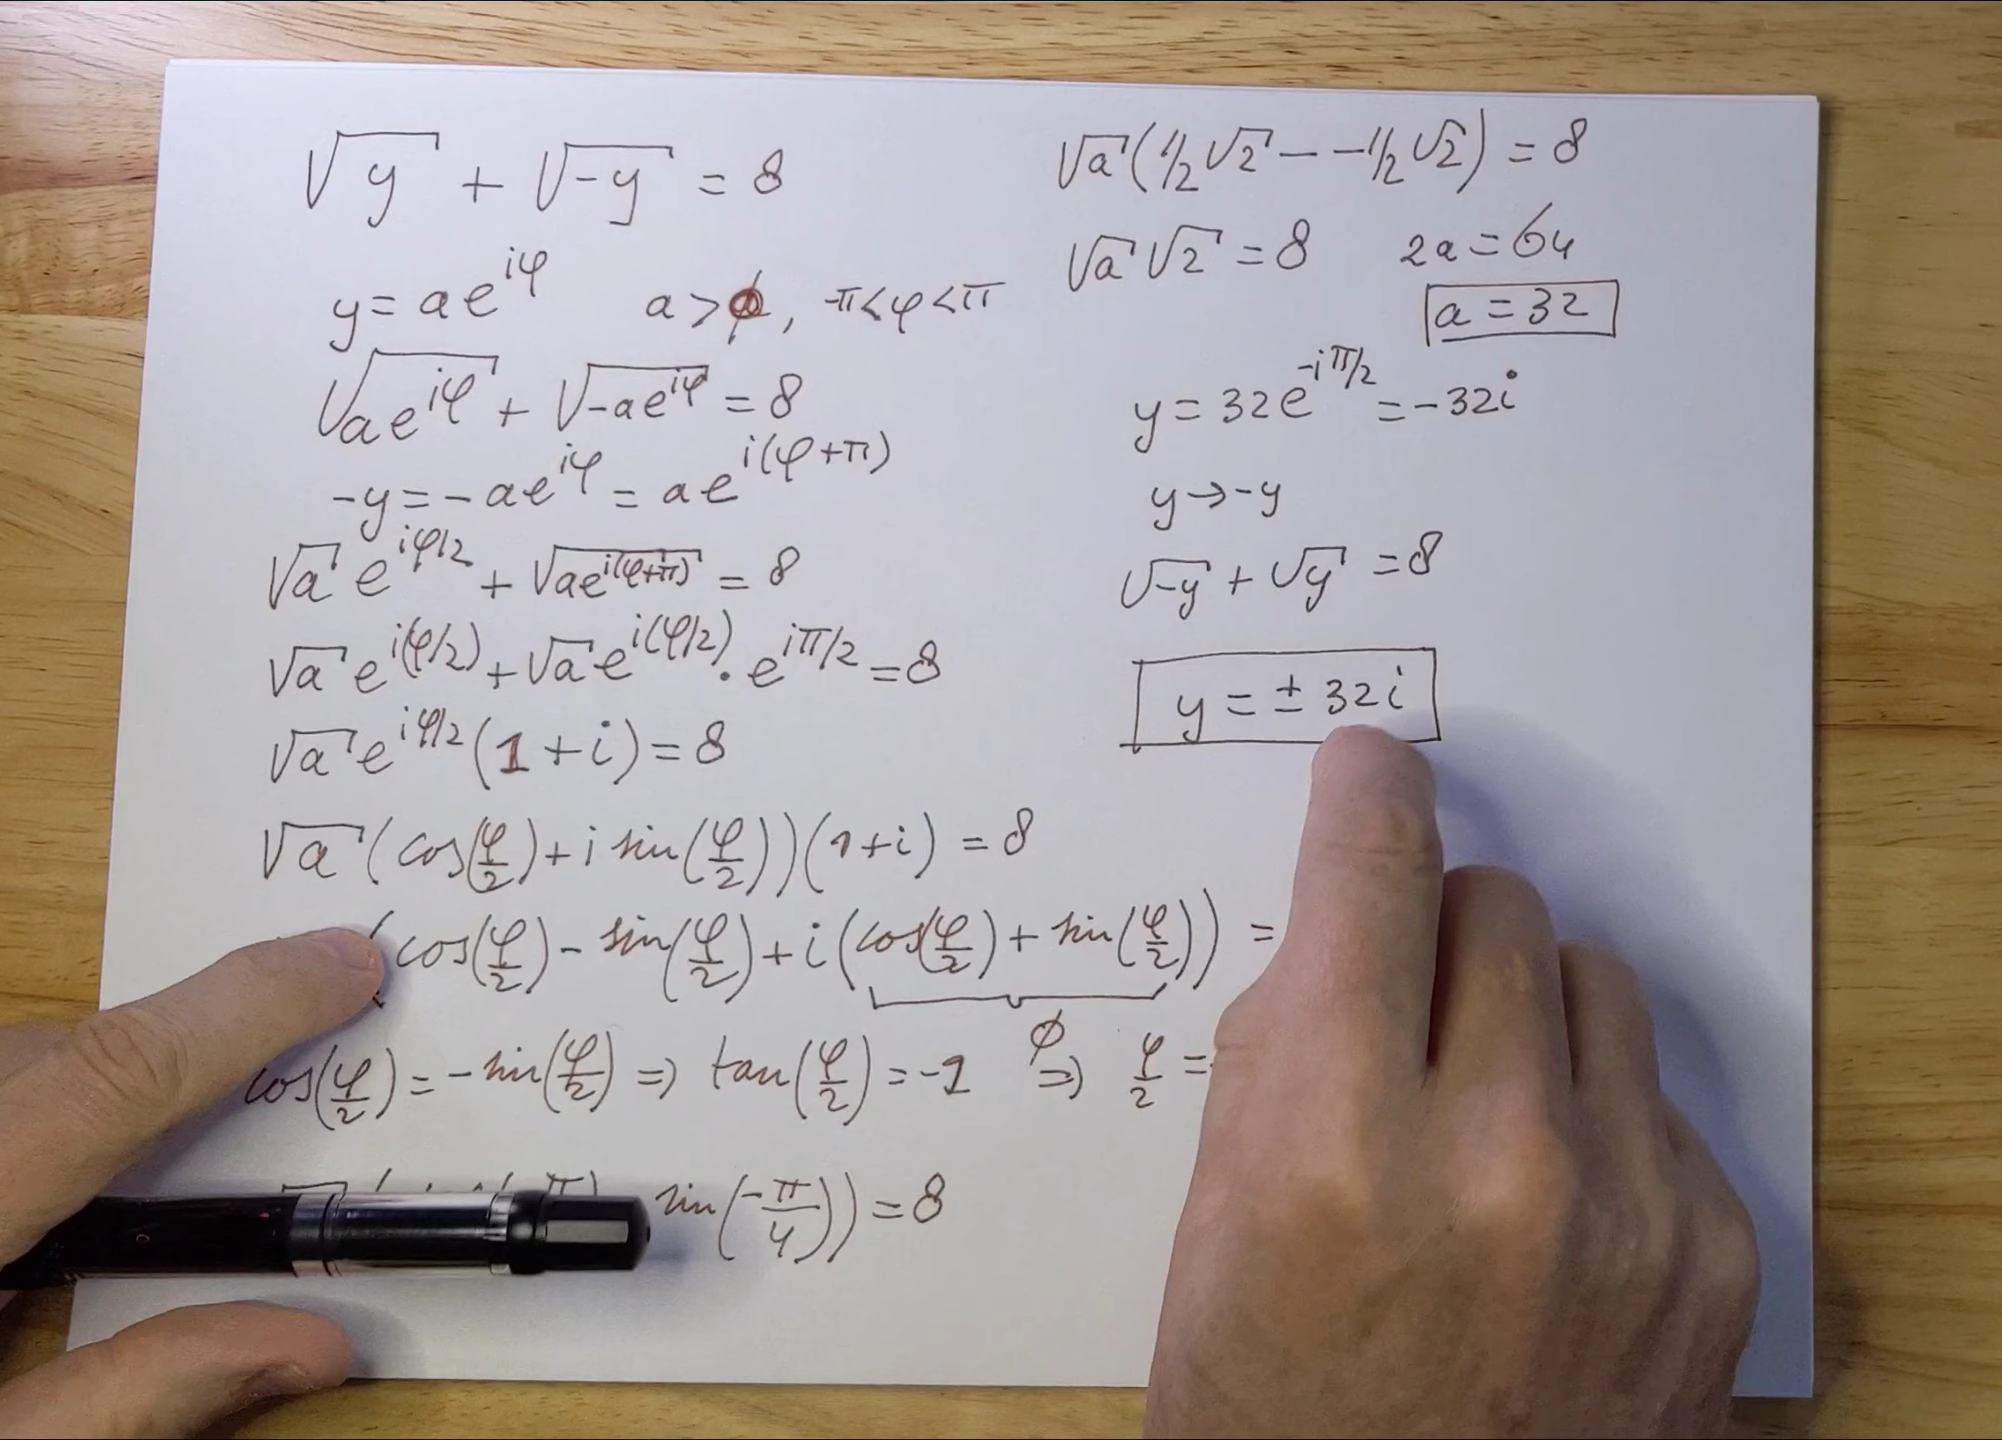 √y + √-y = 8
y = ae^{iφ}   a > 0, -π < φ < π
√ae^{iφ} + √-ae^{iφ} = 8
-y = -ae^{iφ} = ae^{i(φ+π)}
√a e^{iφ/2} + √ae^{i(φ+π)} = 8
√a e^{i(φ/2)} + √a e^{i(φ/2)} · e^{iπ/2} = 8
√a e^{iφ/2} (1+i) = 8
√a (cos(φ/2) + i sin(φ/2))(1+i) = 8
(cos(φ/2) - sin(φ/2) + i(cos(φ/2) + sin(φ/2)) =
0
cos(φ/2) = -sin(φ/2) ⇒ tan(φ/2) = -1 ⇒ φ/2 =
sin(-π/4)) = 8
√a (1/2 √2 - -1/2 √2) = 8
√a √2 = 8   2a = 64
a = 32
y = 32e^{-iπ/2} = -32i
y → -y
√-y + √y = 8
y = ± 32i